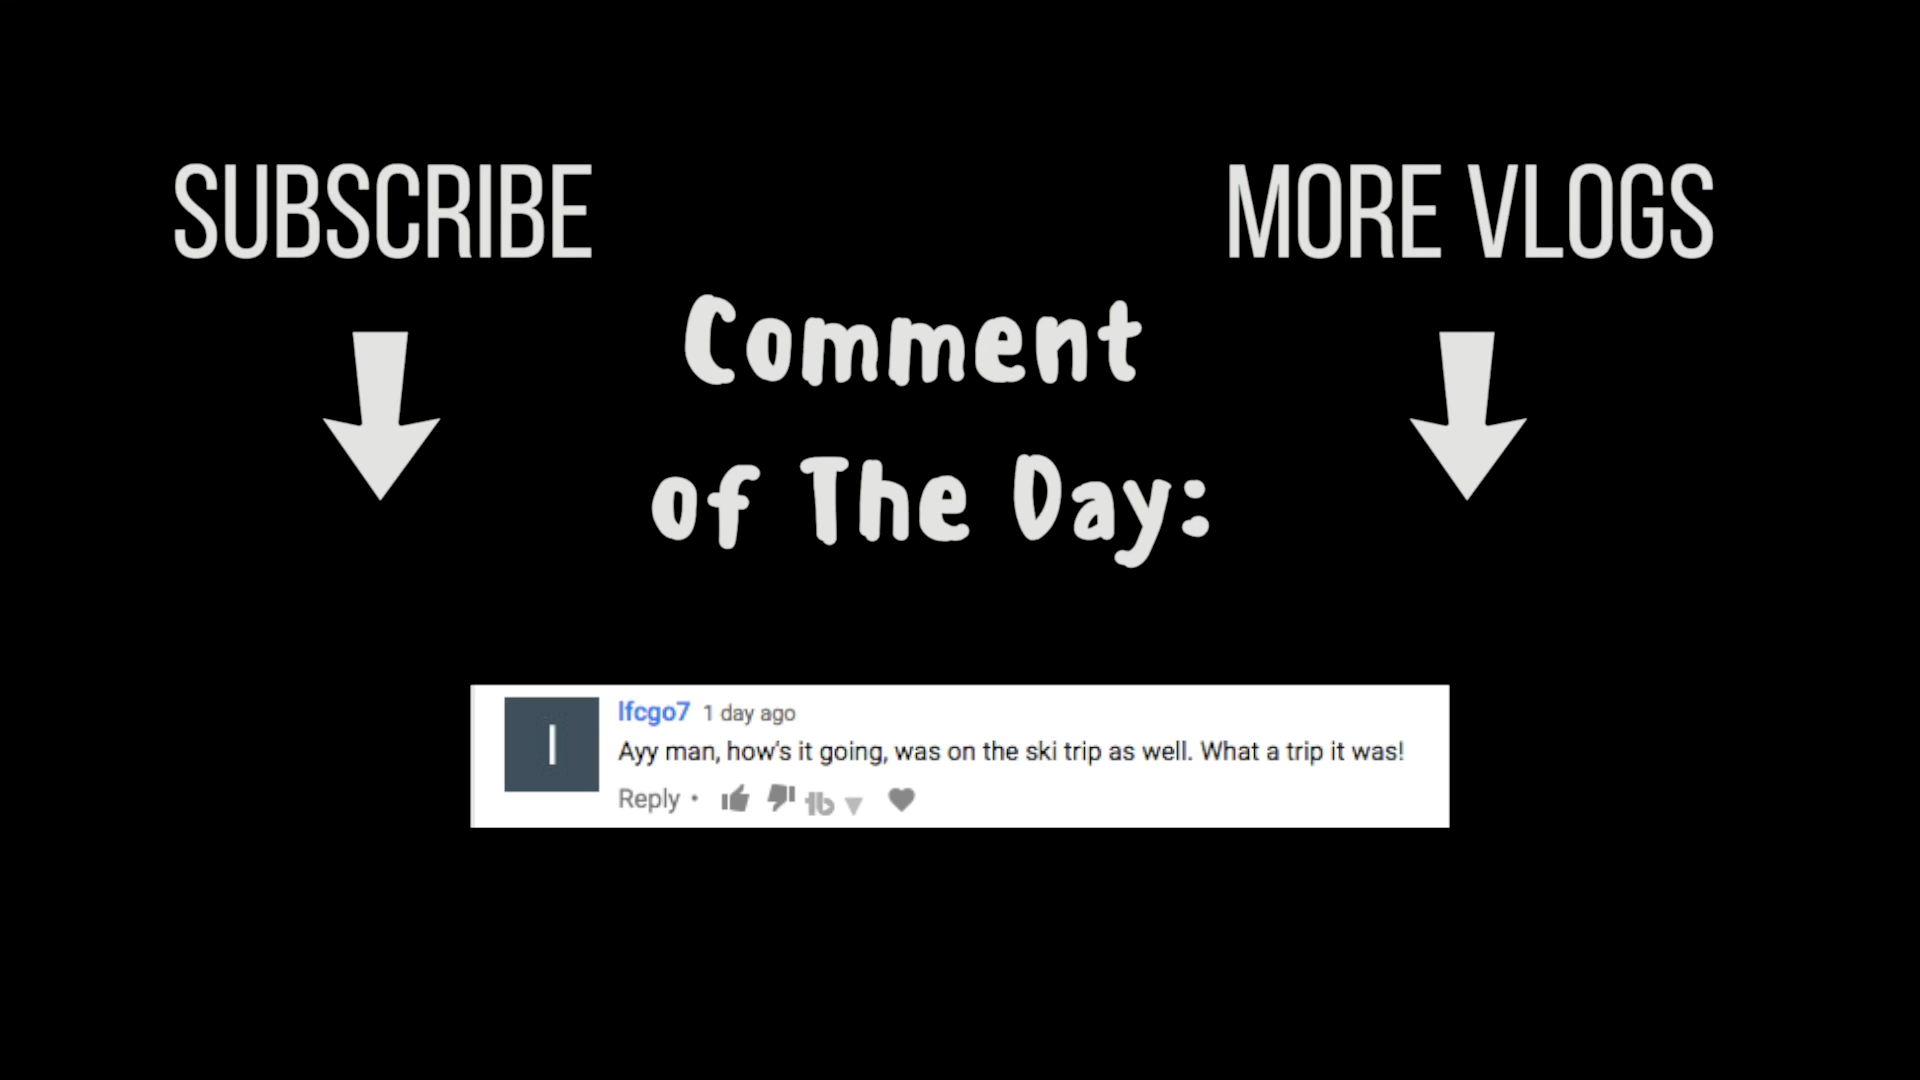 SUBSCRIBE
MORE VLOGS
Comment
of The Day:
l
lfcgo7 1 day ago
Ayy man, how's it going, was on the ski trip as well. What a trip it was!
Reply •
tb